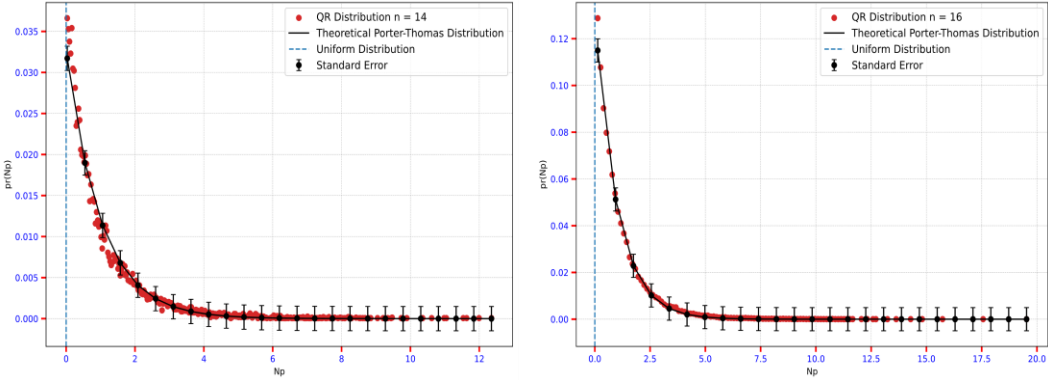 QR Distribution n = 14
Theoretical Porter-Thomas Distribution
Uniform Distribution
Standard Error
0.035
0.030
0.025
0.020
0.015
0.010
0.005
0.000
pr(Np)
0
2
4
6
8
10
12
Np
QR Distribution n = 16
Theoretical Porter-Thomas Distribution
Uniform Distribution
Standard Error
0.12
0.10
0.08
0.06
0.04
0.02
0.00
pr(Np)
0.0
2.5
5.0
7.5
10.0
12.5
15.0
17.5
20.0
Np